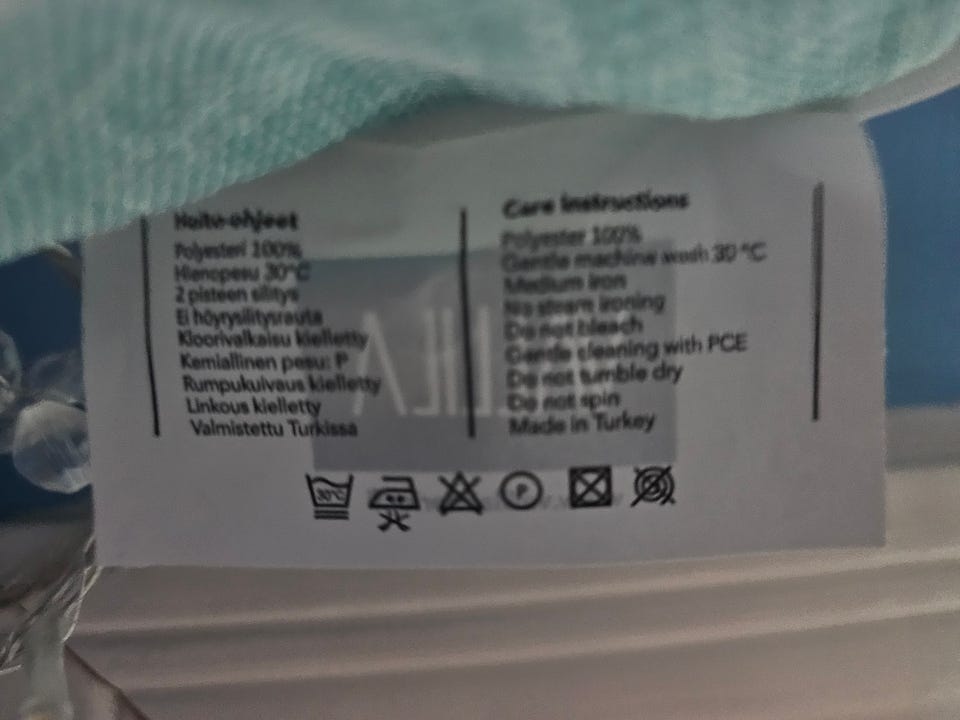 Hoito-ohjeet
Polyesteri 100%
Hienopesu 30°C
2 pisteen silitys
Ei höyrysilitysrauta
Kloorivalkaisu kielletty
Kemiallinen pesu: P
Rumpukuivaus kielletty
Linkous kielletty
Valmistettu Turkissa
Care instructions
Polyester 100%
Gentle machine wash 30 °C
Medium iron
No steam ironing
Do not bleach
Gentle cleaning with PCE
Do not tumble dry
Do not spin
Made in Turkey
30°C P